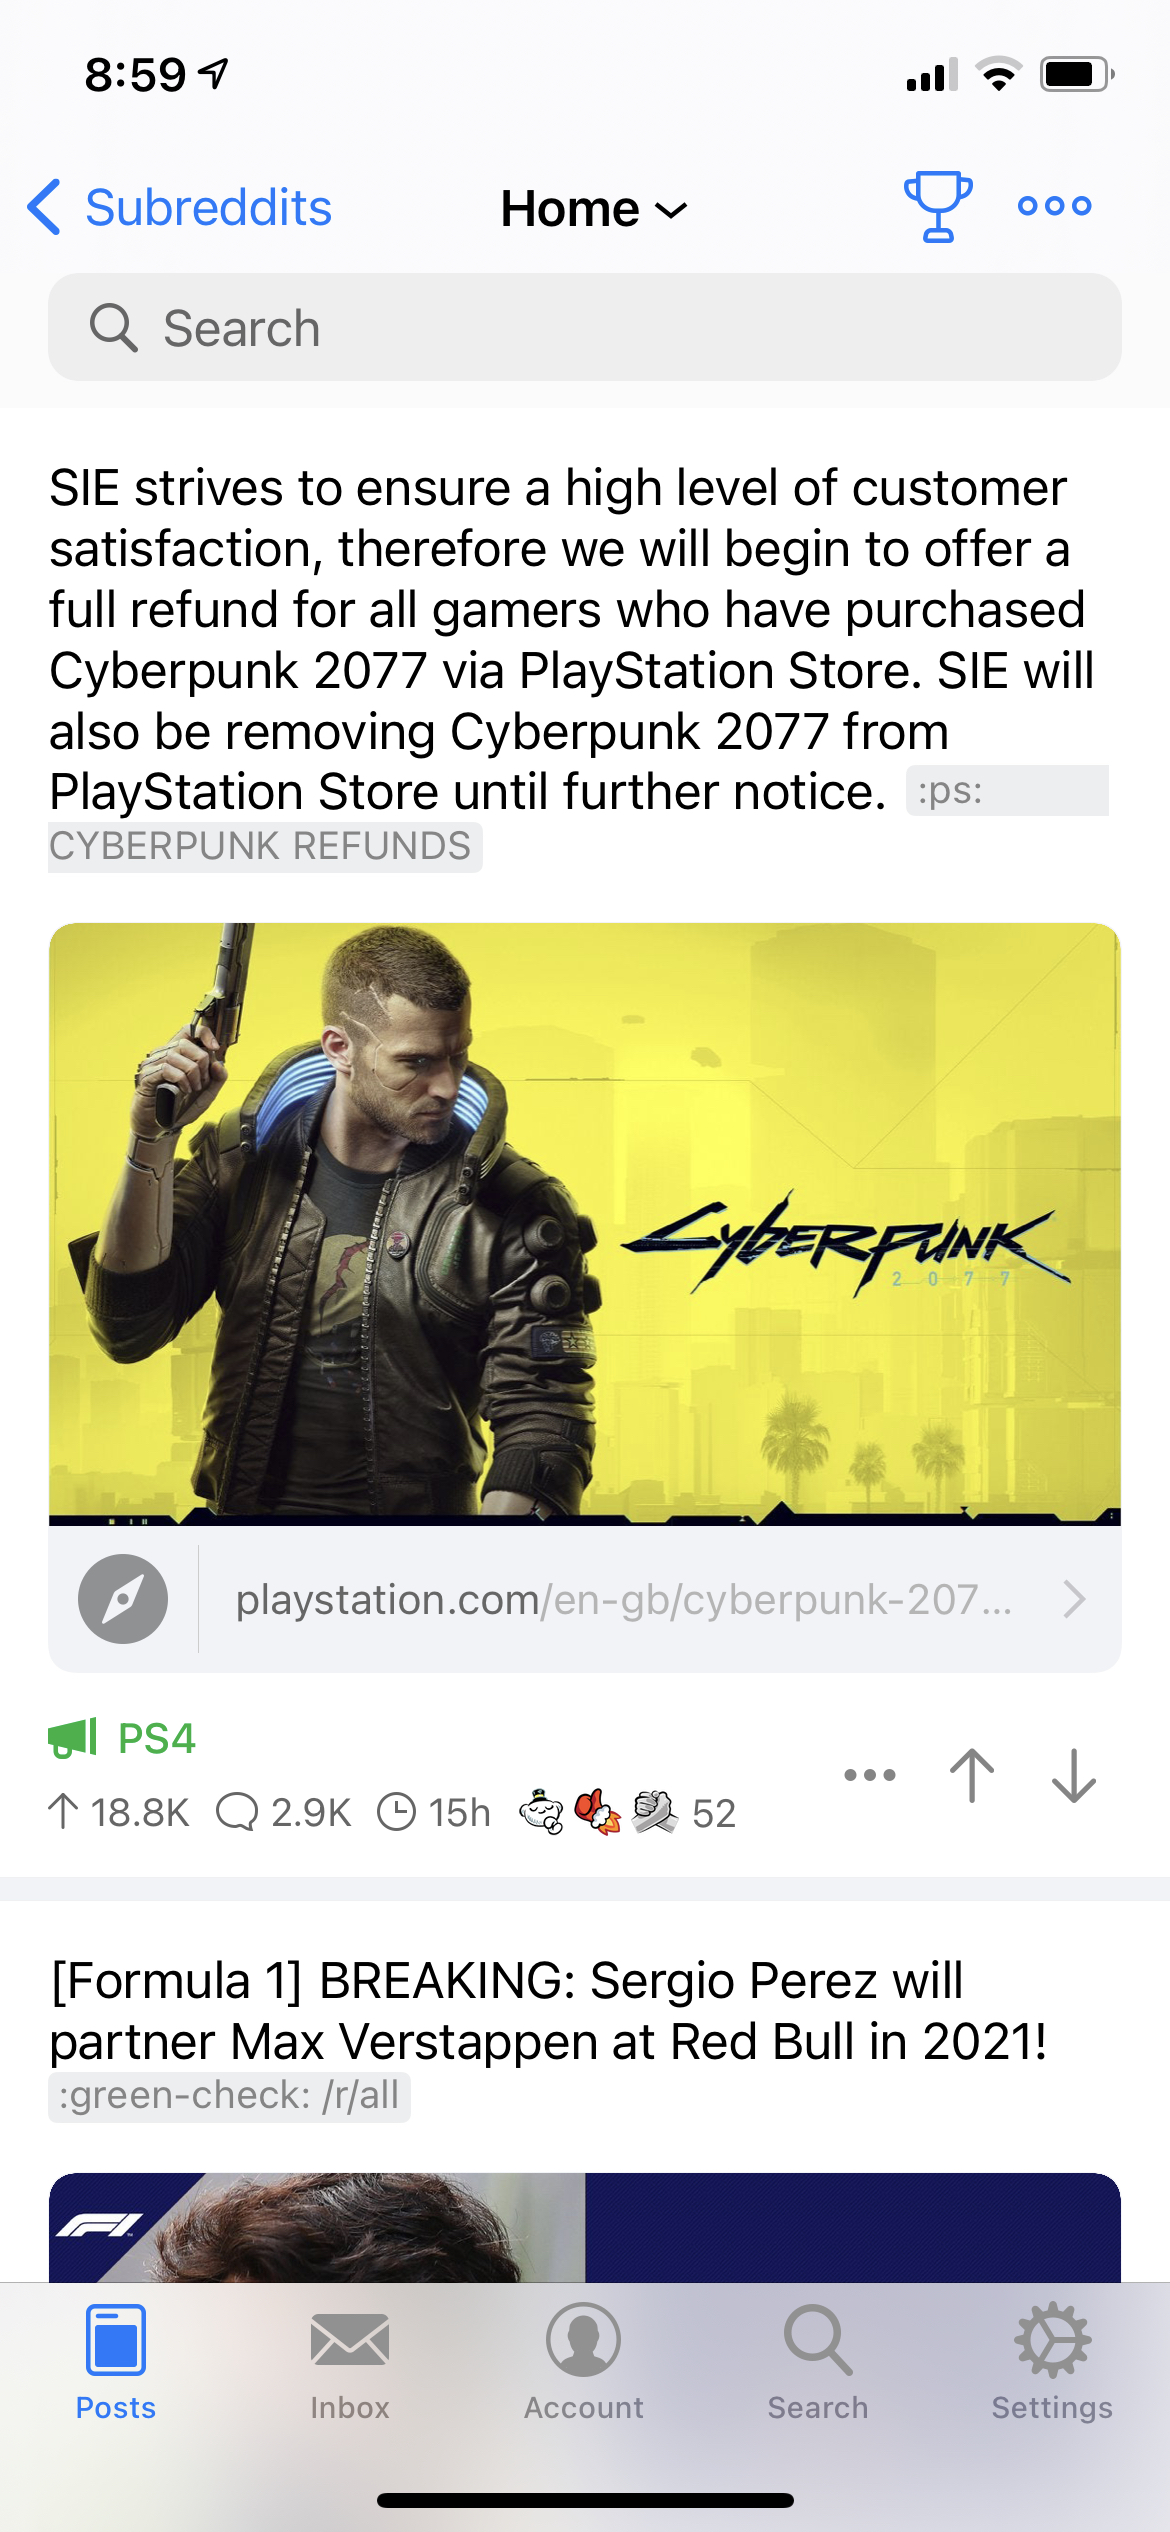 8:59
Subreddits
Home
Search
SIE strives to ensure a high level of customer
satisfaction, therefore we will begin to offer a
full refund for all gamers who have purchased
Cyberpunk 2077 via PlayStation Store. SIE will
also be removing Cyberpunk 2077 from
PlayStation Store until further notice. :ps:
CYBERPUNK REFUNDS
CYBERPUNK
2077
playstation.com/en-gb/cyberpunk-207...
PS4
18.8K 2.9K 15h 52
[Formula 1] BREAKING: Sergio Perez will
partner Max Verstappen at Red Bull in 2021!
:green-check: /r/all
F1
Posts Inbox Account Search Settings